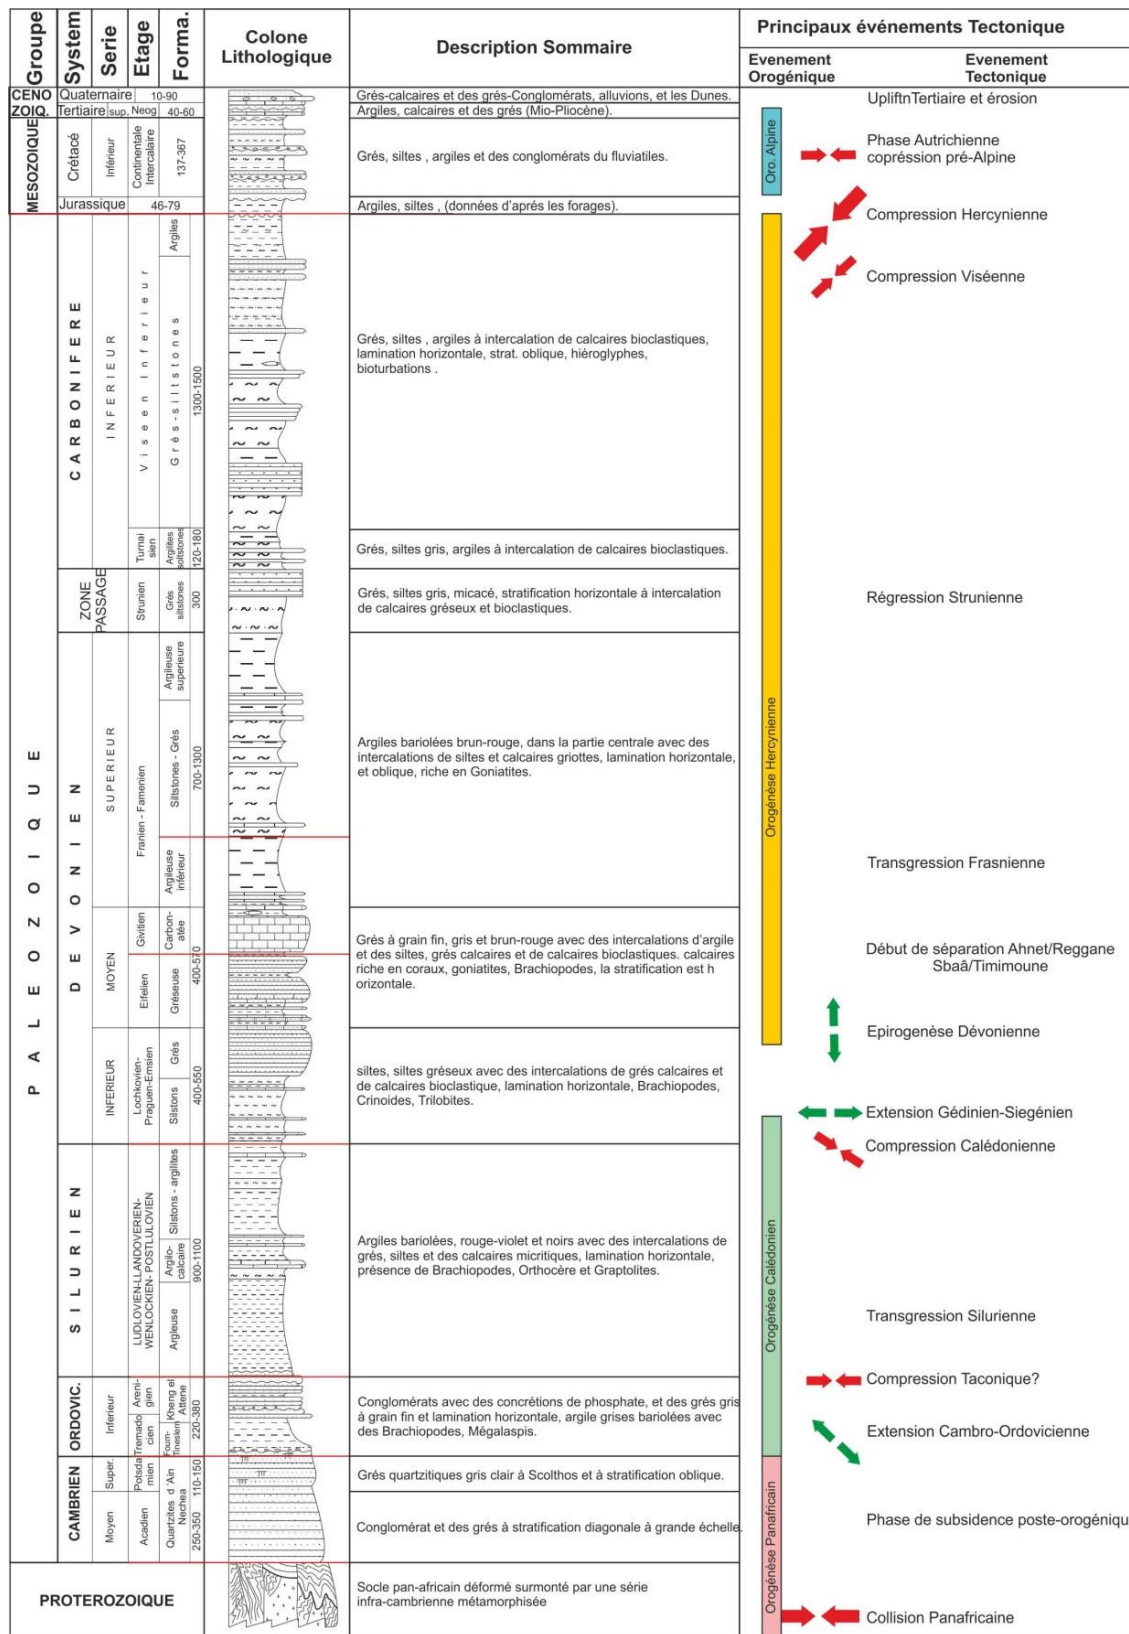 Groupe
System
Serie
Etage
Forma.
Colone
Lithologique
Description Sommaire
Principaux événements Tectonique
Evenement
Orogénique
Evenement
Tectonique
CENO
ZOIQ.
Quaternaire
10-90
Grés-calcaires et des grés-Conglomérats, alluvions, et les Dunes.
Tertiaire
sup.
Neog
40-60
Argiles, calcaires et des grés (Mio-Pliocène).
UpliftnTertiaire et érosion
MESOZOIQUE
Crétacé
Inférieur
Continentale
Intercalaire
137-367
Grés, siltes , argiles et des conglomérats du fluviatiles.
Oro. Alpine
Phase Autrichienne
copréssion pré-Alpine
Jurassique
46-79
Argiles, siltes , (données d'aprés les forages).
Compression Hercynienne
Compression Viséenne
PALEOZOIQUE
CARBONIFERE
INFERIEUR
Viseen Inferieur
Argiles
Grés-siltstones
1300-1500
Grés, siltes , argiles à intercalation de calcaires bioclastiques,
lamination horizontale, strat. oblique, hiéroglyphes,
bioturbations .
Turnai
sien
Argilites
soltstones
120-180
Grés, siltes gris, argiles à intercalation de calcaires bioclastiques.
ZONE
PASSAGE
Strunien
Grés
siltstones
300
Grés, siltes gris, micacé, stratification horizontale à intercalation
de calcaires gréseux et bioclastiques.
Régression Strunienne
Orogénèse Hercynienne
DEVONIEN
SUPERIEUR
Franien - Famenien
Argileuse
superieure
Siltstones - Grés
Argileuse
inférieur
700-1300
Argiles bariolées brun-rouge, dans la partie centrale avec des
intercalations de siltes et calcaires griottes, lamination horizontale,
et oblique, riche en Goniatites.
Transgression Frasnienne
MOYEN
Givitien
Carbon-
atée
Eifelien
Gréseuse
400-570
Grés à grain fin, gris et brun-rouge avec des intercalations d'argile
et des siltes, grés calcaires et de calcaires bioclastiques. calcaires
riche en coraux, goniatites, Brachiopodes, la stratification est h
orizontale.
Début de séparation Ahnet/Reggane
Sbaâ/Timimoune
Epirogenèse Dévonienne
INFERIEUR
Lochkovien-
Praguen-Emsien
Grés
Silstons
400-550
siltes, siltes gréseux avec des intercalations de grés calcaires et
de calcaires bioclastique, lamination horizontale, Brachiopodes,
Crinoides, Trilobites.
Extension Gédinien-Siegénien
Compression Calédonienne
SILURIEN
LUDLOVIEN-LLANDOVERIEN-
WENLOCKIEN- POSTLULOVIEN
Silstons - argilites
Argilo-
calcaire
Argleuse
900-1100
Argiles bariolées, rouge-violet et noirs avec des intercalations de
grés, siltes et des calcaires micritiques, lamination horizontale,
présence de Brachiopodes, Orthocère et Graptolites.
Orogénèse Calédonien
Transgression Silurienne
ORDOVIC.
Inferieur
Areni-
gien
Kheng el
Attene
Tremado
cien
Foum-
Tineslem
220-380
Conglomérats avec des concrétions de phosphate, et des grés gris
à grain fin et lamination horizontale, argile grises bariolées avec
des Brachiopodes, Mégalaspis.
Compression Taconique?
Extension Cambro-Ordovicienne
CAMBRIEN
Super.
Potsda
mien
Quartzites d 'Ain
Nechea
110-150
Grés quartzitiques gris clair à Scolthos et à stratification oblique.
Moyen
Acadien
250-350
Conglomérat et des grés à stratification diagonale à grande échelle.
Phase de subsidence poste-orogénique
PROTEROZOIQUE
Socle pan-africain déformé surmonté par une série
infra-cambrienne métamorphisée
Orogénèse Panafricain
Collision Panafricaine